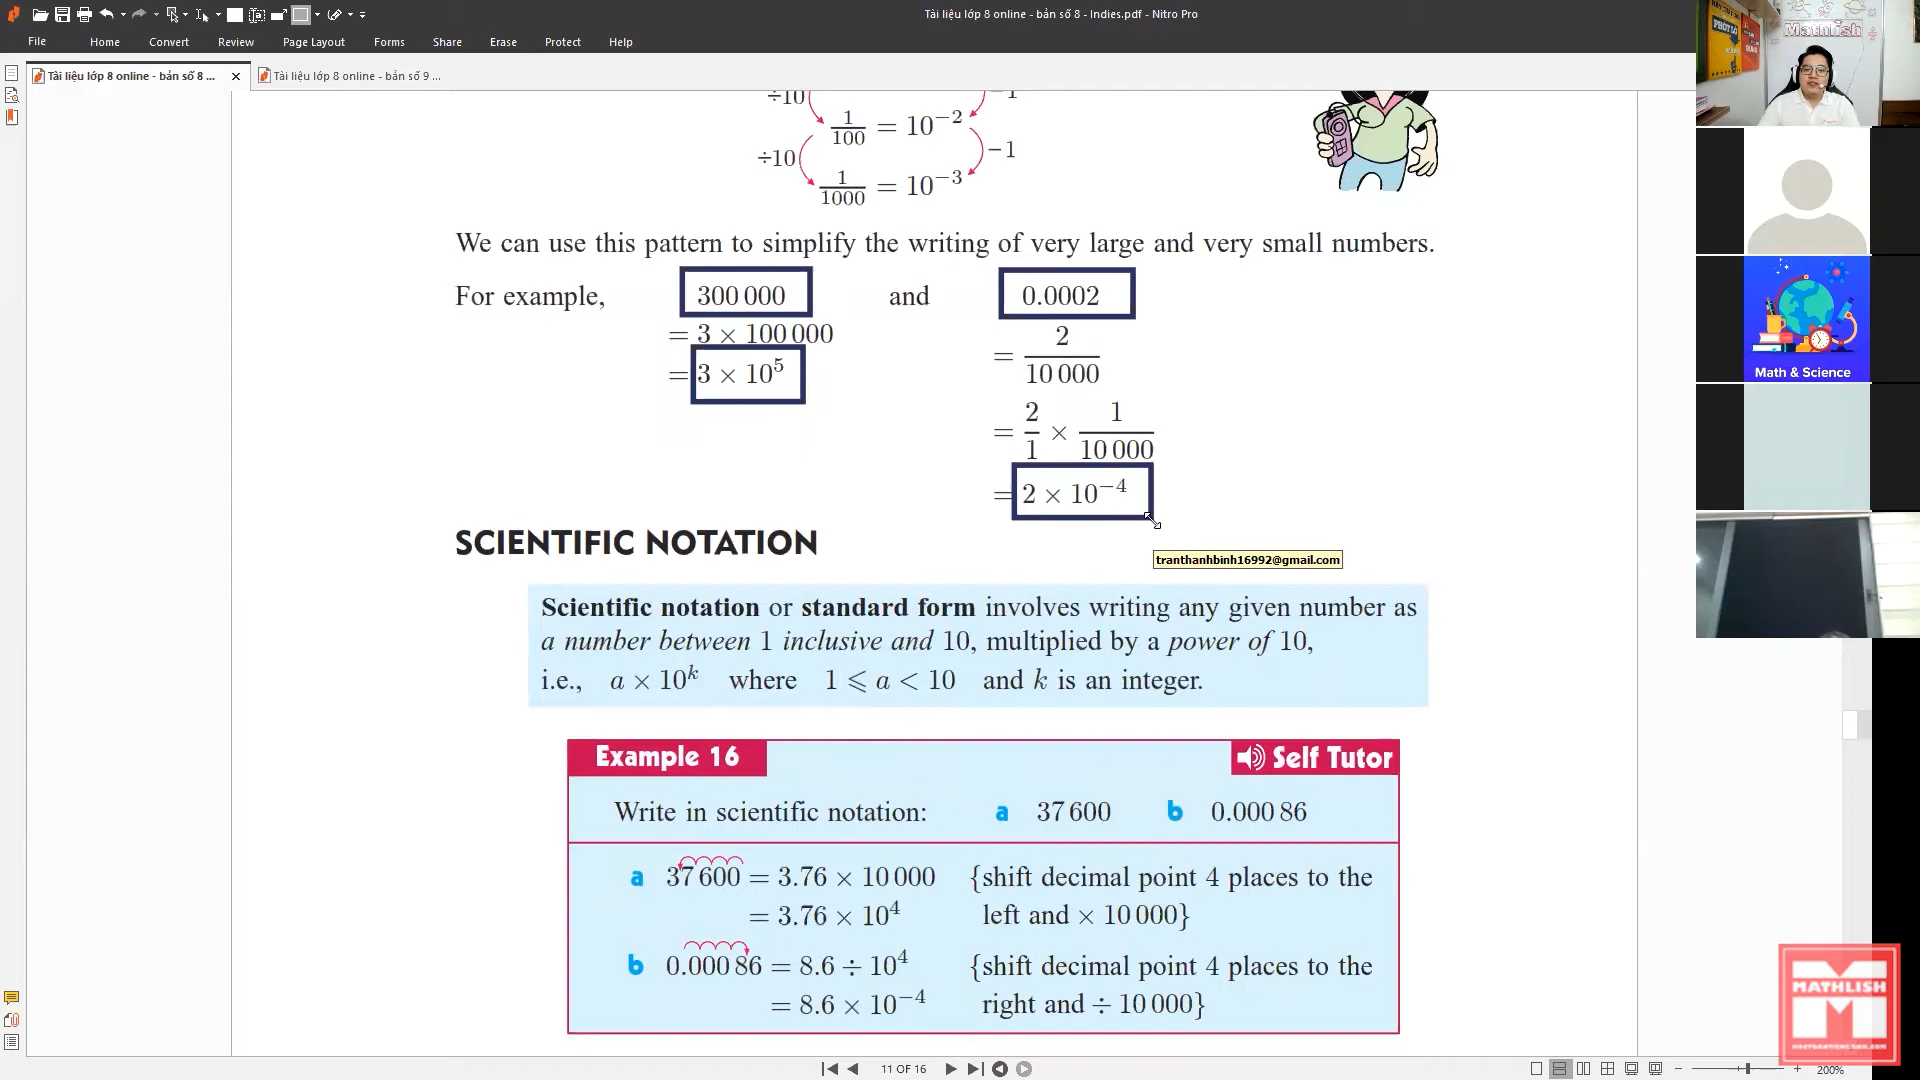 Tài liệu lớp 8 online - bản số 8 - Indies.pdf - Nitro Pro
File Home Convert Review Page Layout Forms Share Erase Protect Help
Tài liệu lớp 8 online - bản số 8 ... × Tài liệu lớp 8 online - bản số 9 ...
÷10 −1
1/100 = 10⁻²
÷10 −1
1/1000 = 10⁻³
We can use this pattern to simplify the writing of very large and very small numbers.
For example, 300 000 and 0.0002
= 3 × 100 000
= 3 × 10⁵
= 2/10 000
= 2/1 × 1/10 000
= 2 × 10⁻⁴
SCIENTIFIC NOTATION
tranthanhbinh16992@gmail.com
Scientific notation or standard form involves writing any given number as
a number between 1 inclusive and 10, multiplied by a power of 10,
i.e., a × 10ᵏ where 1 ⩽ a < 10 and k is an integer.
Example 16 Self Tutor
Write in scientific notation: a 37 600 b 0.000 86
a 37 600 = 3.76 × 10 000 {shift decimal point 4 places to the
= 3.76 × 10⁴ left and × 10 000}
b 0.000 86 = 8.6 ÷ 10⁴ {shift decimal point 4 places to the
= 8.6 × 10⁻⁴ right and ÷ 10 000}
11 OF 16
200%
Mathlish
Math & Science
MATHLISH